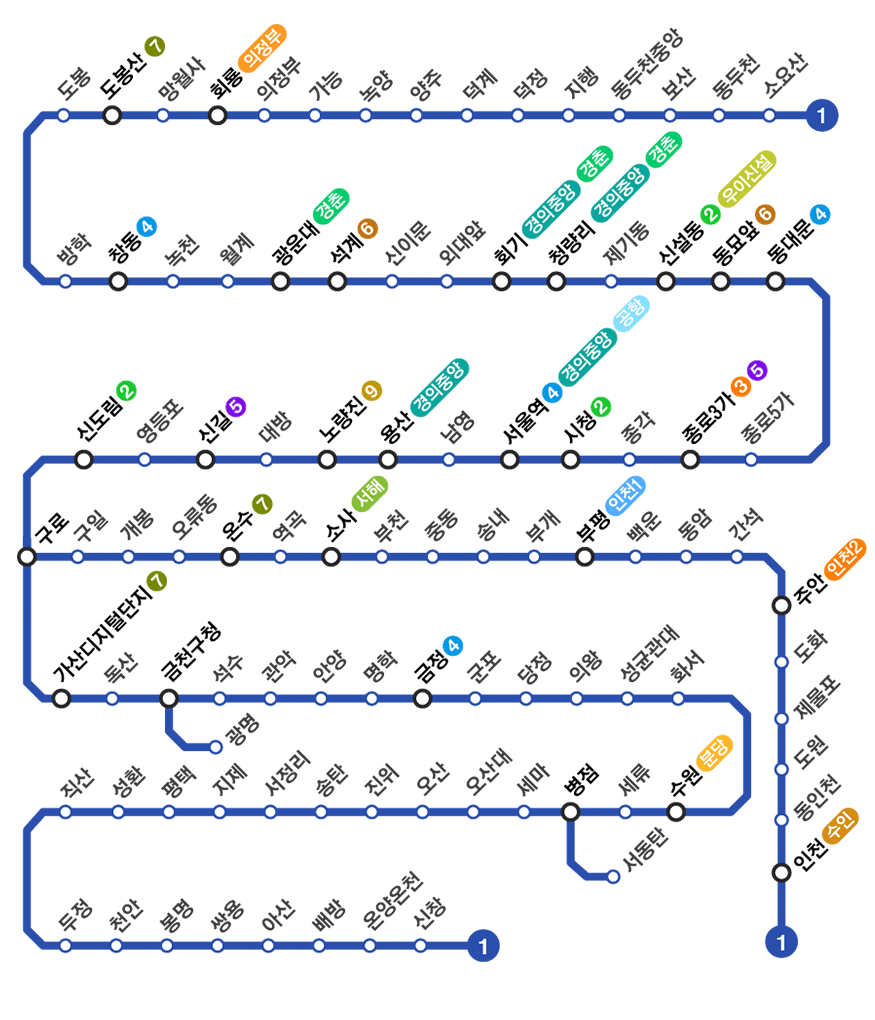 도봉
도봉산 7
망월사
회룡 의정부
의정부
가능
녹양
양주
덕계
덕정
지행
동두천중앙
보산
동두천
소요산
1
방학
창동 4
녹천
월계
광운대 경춘
석계 6
신이문
외대앞
회기 경의중앙 경춘
청량리 경의중앙 경춘
제기동
신설동 2 우이신설
동묘앞 6
동대문 4
신도림 2
영등포
신길 5
대방
노량진 9
용산 경의중앙
남영
서울역 4 경의중앙 공항
시청 2
종각
종로3가 3 5
종로5가
구로
구일
개봉
오류동
온수 7
역곡
소사 서해
부천
중동
송내
부개
부평 인천1
백운
동암
간석
주안 인천2
도화
제물포
도원
동인천
인천 수인
1
가산디지털단지 7
독산
금천구청
석수
관악
안양
명학
금정 4
군포
당정
의왕
성균관대
화서
광명
직산
성환
평택
지제
서정리
송탄
진위
오산
오산대
세마
병점
세류
수원 분당
서동탄
두정
천안
봉명
쌍용
아산
배방
온양온천
신창
1